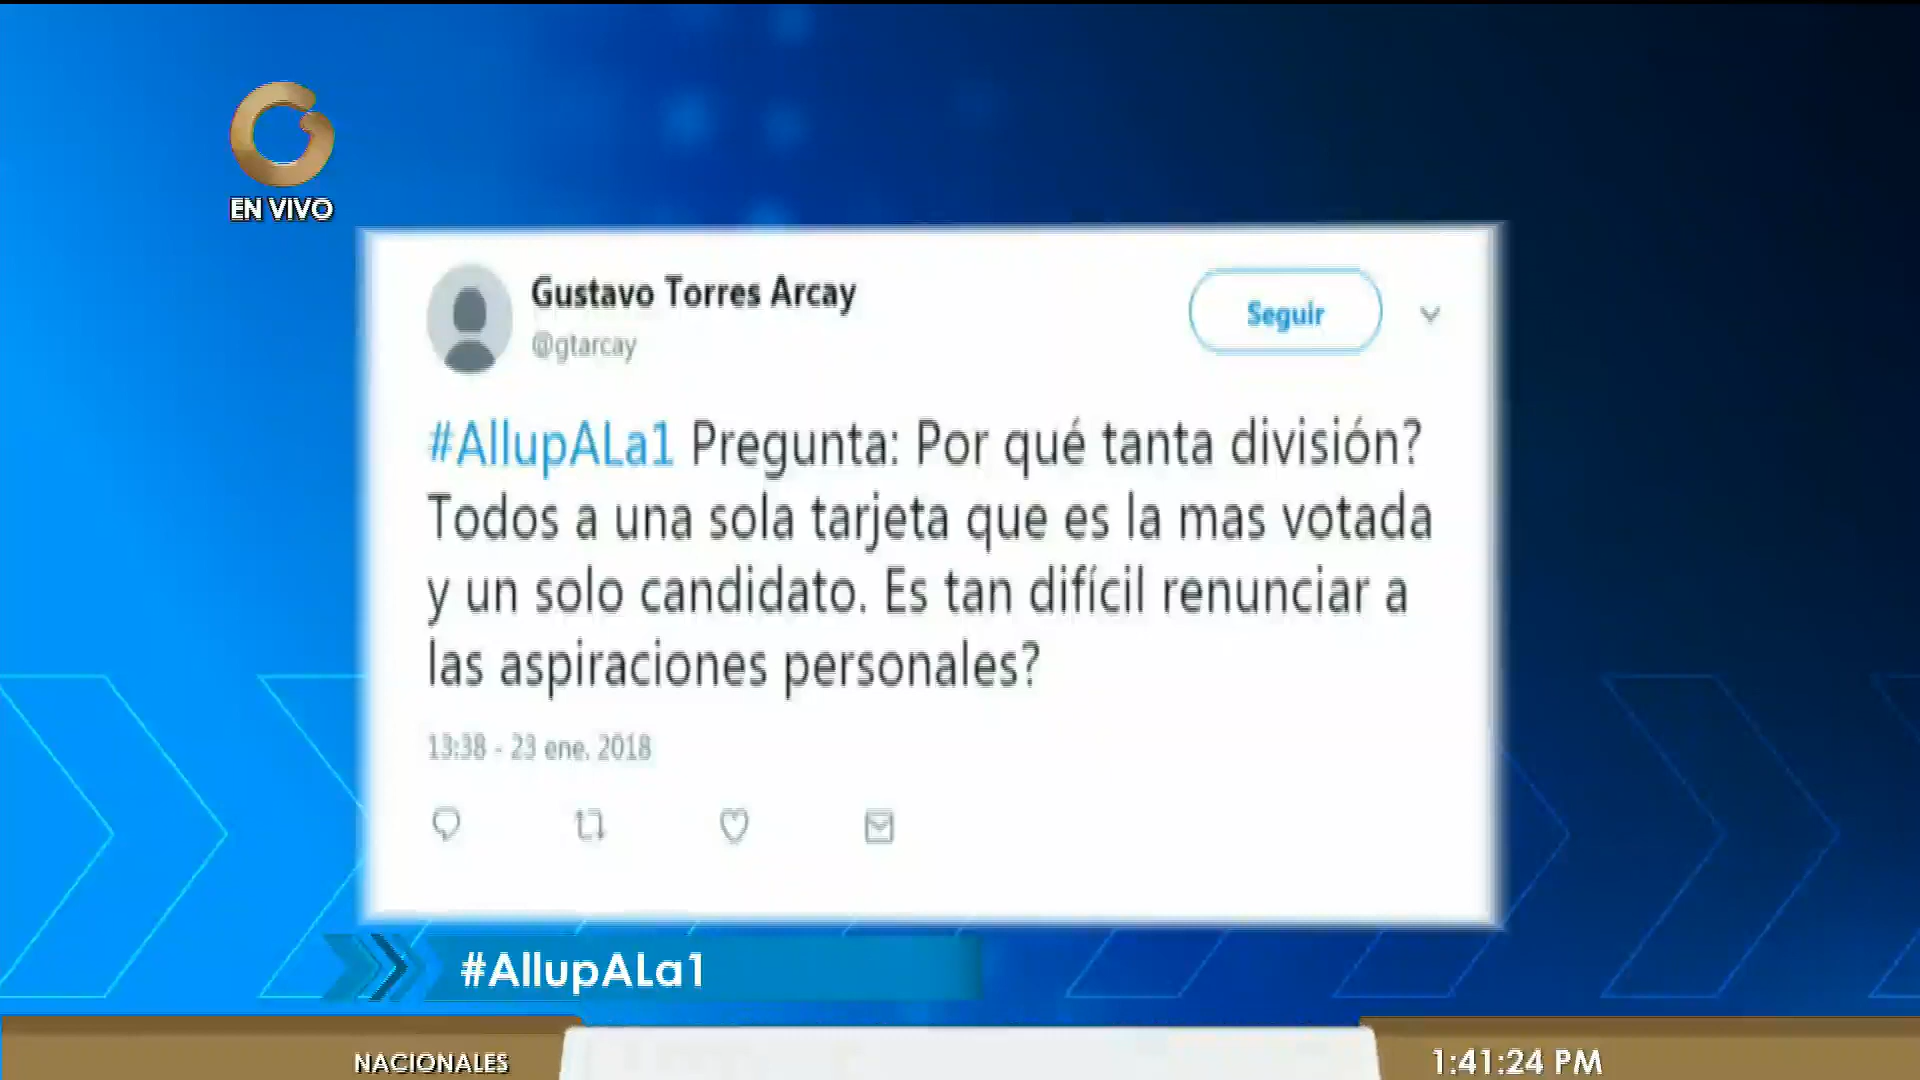 EN VIVO
Gustavo Torres Arcay
@gtarcay
Seguir
#AllupALa1 Pregunta: Por qué tanta división?
Todos a una sola tarjeta que es la mas votada
y un solo candidato. Es tan difícil renunciar a
las aspiraciones personales?
13:38 - 23 ene. 2018
#AllupALa1
NACIONALES
1:41:24 PM